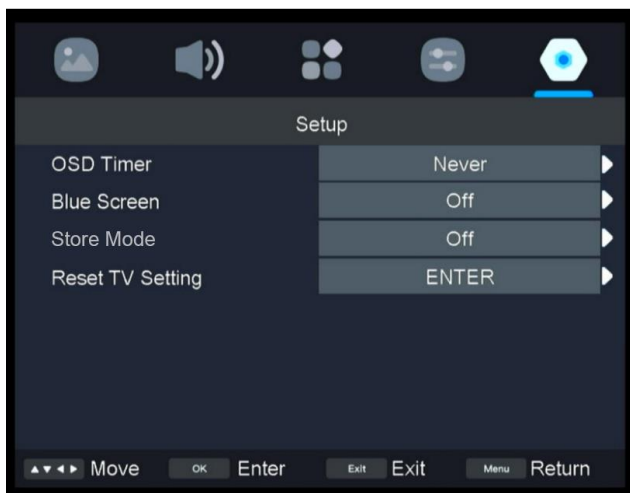 Setup
OSD Timer Never
Blue Screen Off
Store Mode Off
Reset TV Setting ENTER
Move OK Enter Exit Exit Menu Return